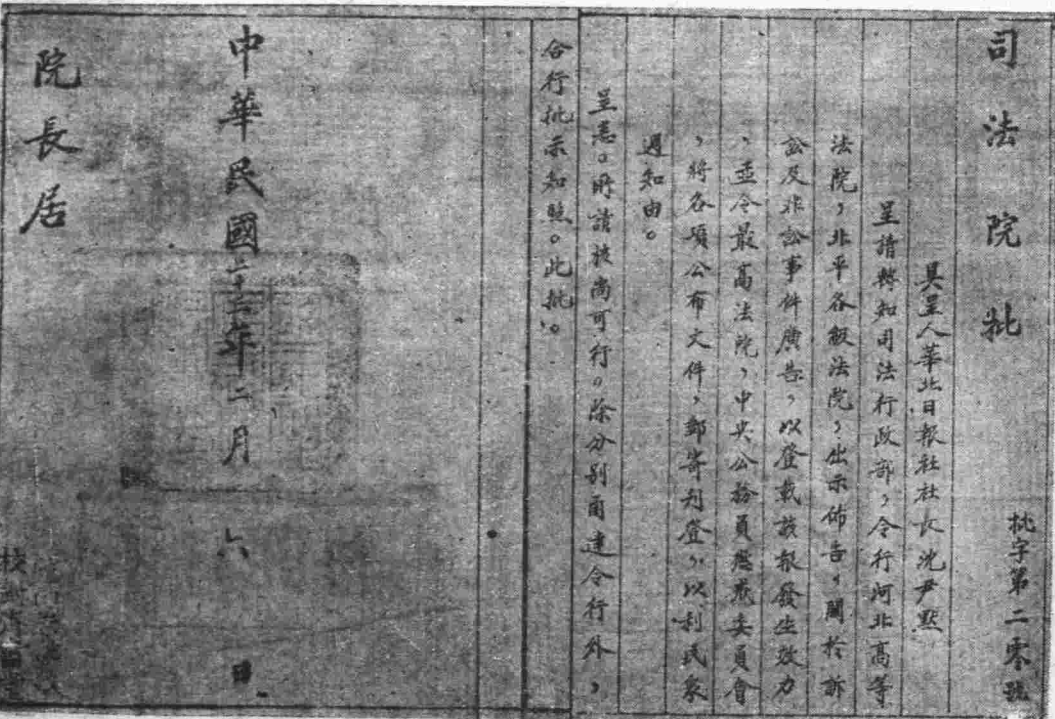 司法院批
批字第二零號
具呈人華北日報社社長沈尹默
呈請轉知司法行政部，令行河北高等
法院，北平各級法院，出示佈告，關於訴
訟及非訟事件廣告，以登載該報發生效力
，並令最高法院，中央公務員懲戒委員會
，將各項公布文件，郵寄刊登，以利民衆
週知由。
呈悉。所請核尚可行。除分別函達令行外，
合行批示知照。此批。
中華民國二十二年二月六日
院長居
校對